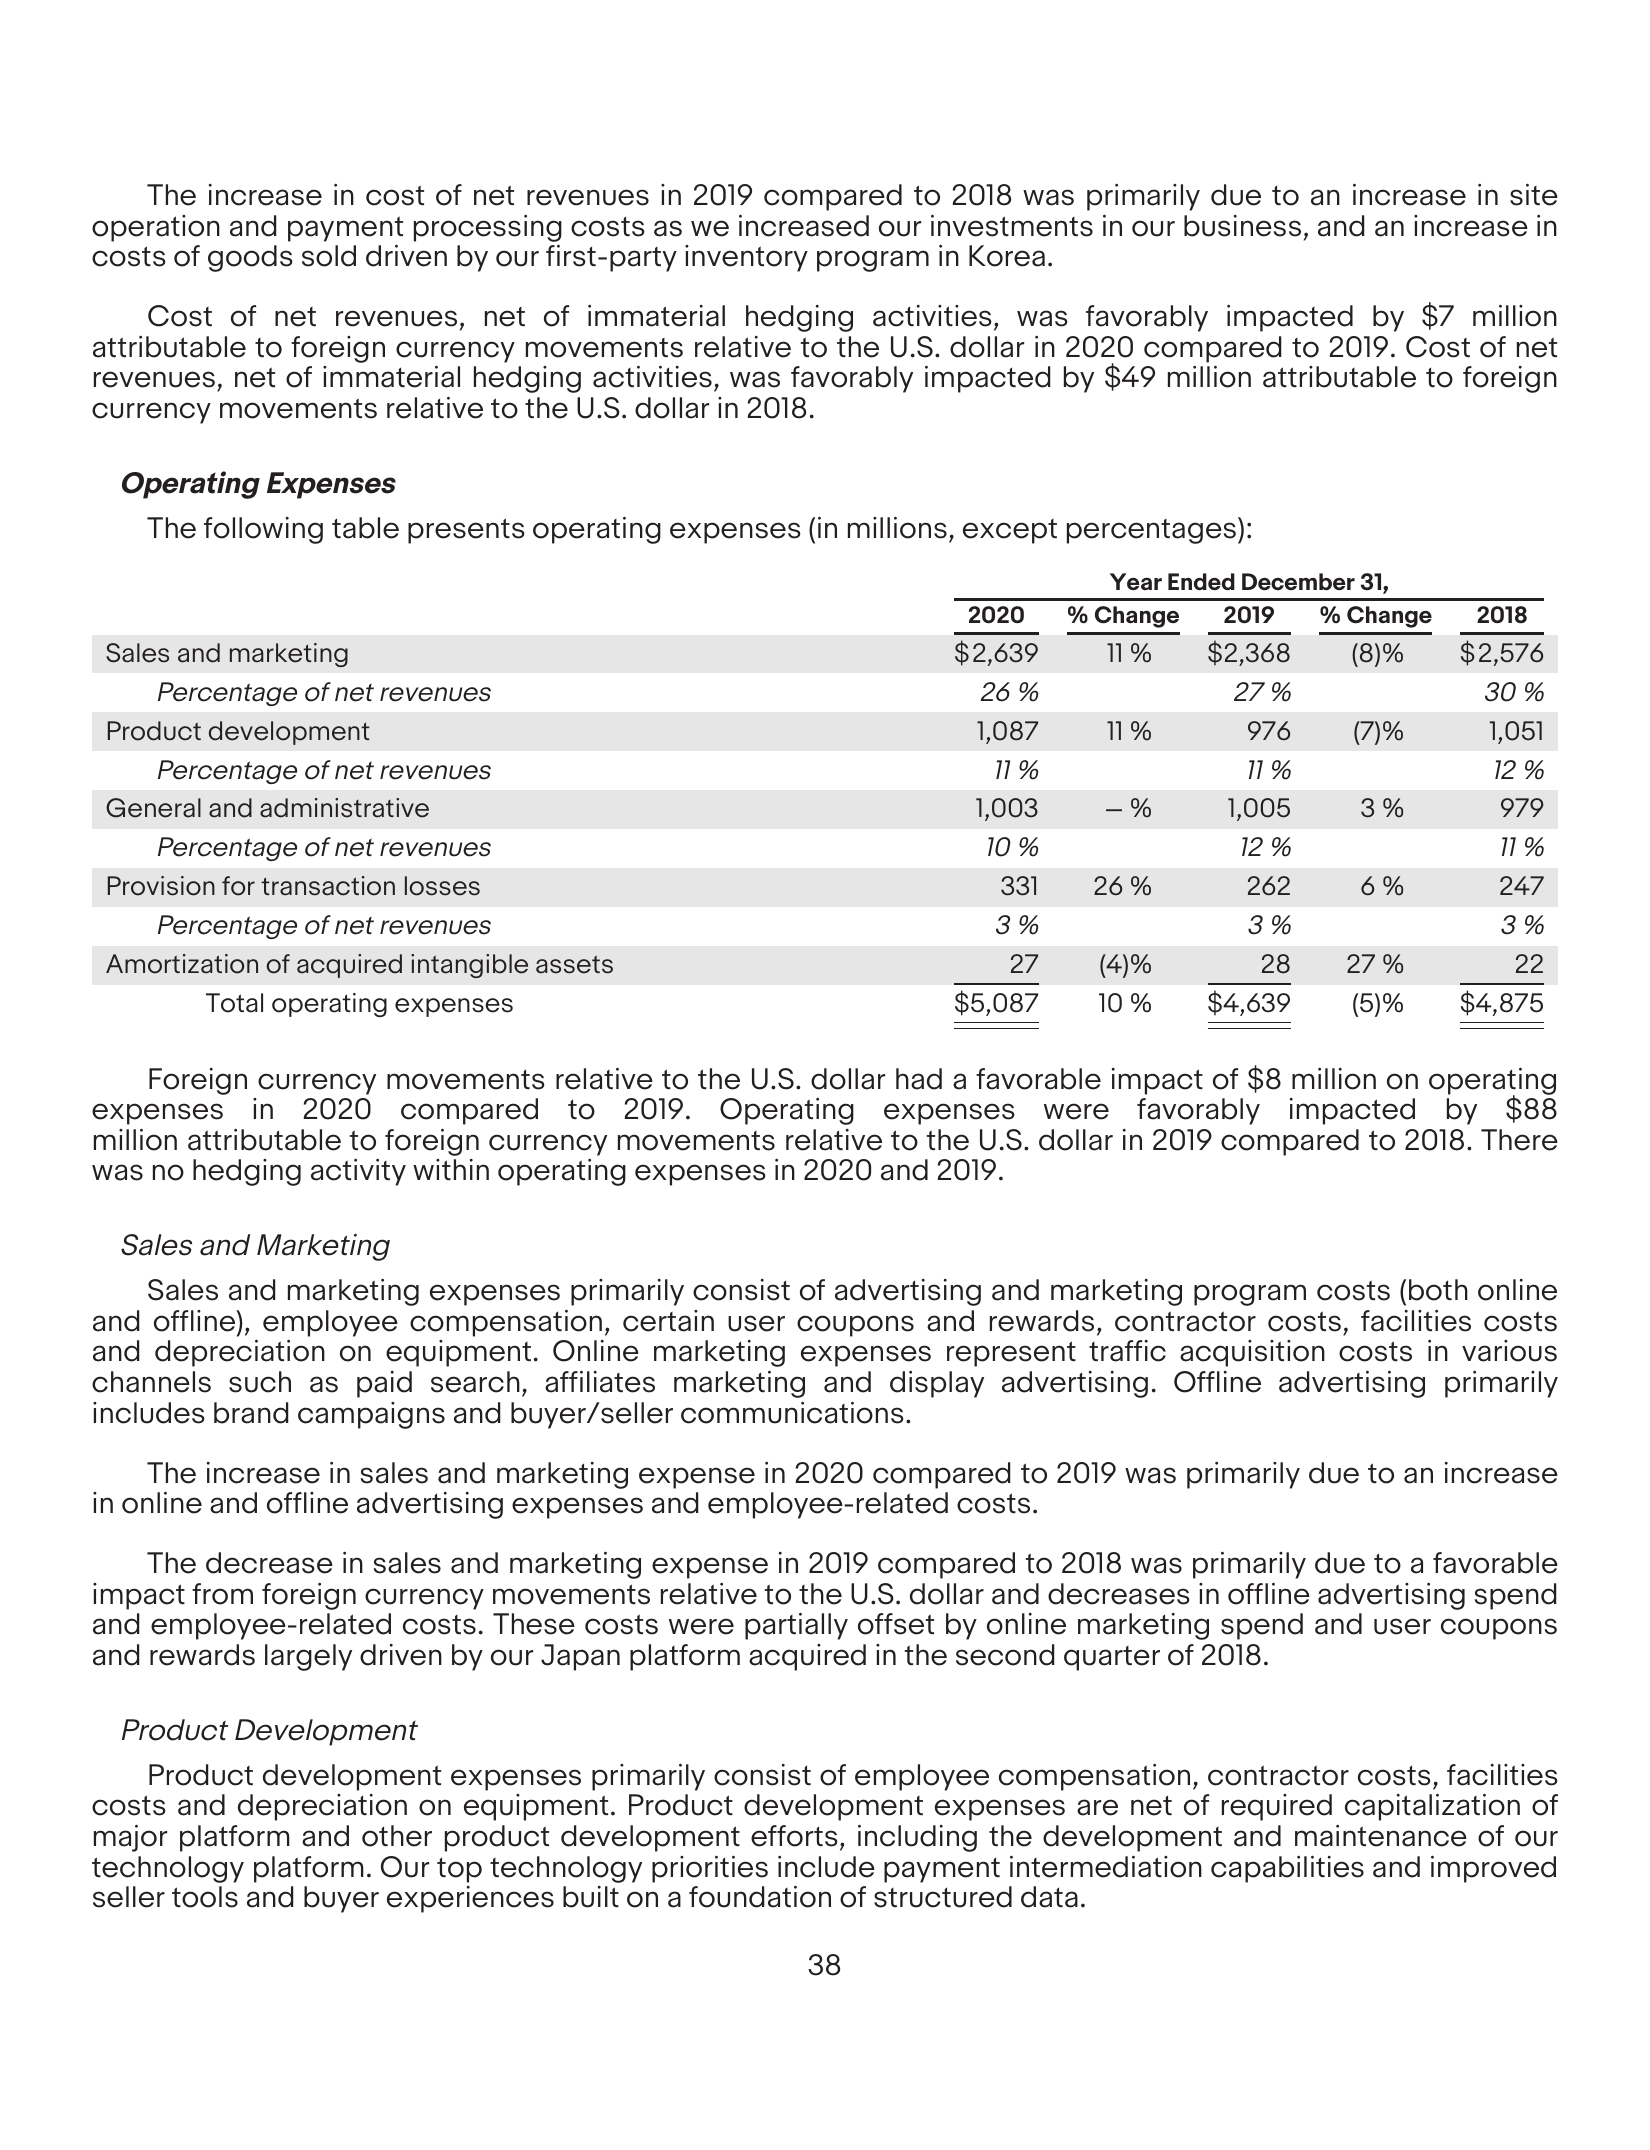 The increase in cost of net revenues in 2019 compared to 2018 was primarily due to an increase in site
operation and payment processing costs as we increased our investments in our business, and an increase in
costs of goods sold driven by our first-party inventory program in Korea.
Cost of net revenues, net of immaterial hedging activities, was favorably impacted by $7 million
attributable to foreign currency movements relative to the U.S. dollar in 2020 compared to 2019. Cost of net
revenues, net of immaterial hedging activities, was favorably impacted by $49 million attributable to foreign
currency movements relative to the U.S. dollar in 2018.
Operating Expenses
The following table presents operating expenses (in millions, except percentages):
Year Ended December 31,
2020 % Change 2019 % Change 2018
Sales and marketing $2,639 11 % $2,368 (8)% $2,576
Percentage of net revenues 26 % 27 % 30 %
Product development 1,087 11 % 976 (7)% 1,051
Percentage of net revenues 11 % 11 % 12 %
General and administrative 1,003 — % 1,005 3 % 979
Percentage of net revenues 10 % 12 % 11 %
Provision for transaction losses 331 26 % 262 6 % 247
Percentage of net revenues 3 % 3 % 3 %
Amortization of acquired intangible assets 27 (4)% 28 27 % 22
Total operating expenses $5,087 10 % $4,639 (5)% $4,875
Foreign currency movements relative to the U.S. dollar had a favorable impact of $8 million on operating
expenses in 2020 compared to 2019. Operating expenses were favorably impacted by $88
million attributable to foreign currency movements relative to the U.S. dollar in 2019 compared to 2018. There
was no hedging activity within operating expenses in 2020 and 2019.
Sales and Marketing
Sales and marketing expenses primarily consist of advertising and marketing program costs (both online
and offline), employee compensation, certain user coupons and rewards, contractor costs, facilities costs
and depreciation on equipment. Online marketing expenses represent traffic acquisition costs in various
channels such as paid search, affiliates marketing and display advertising. Offline advertising primarily
includes brand campaigns and buyer/seller communications.
The increase in sales and marketing expense in 2020 compared to 2019 was primarily due to an increase
in online and offline advertising expenses and employee-related costs.
The decrease in sales and marketing expense in 2019 compared to 2018 was primarily due to a favorable
impact from foreign currency movements relative to the U.S. dollar and decreases in offline advertising spend
and employee-related costs. These costs were partially offset by online marketing spend and user coupons
and rewards largely driven by our Japan platform acquired in the second quarter of 2018.
Product Development
Product development expenses primarily consist of employee compensation, contractor costs, facilities
costs and depreciation on equipment. Product development expenses are net of required capitalization of
major platform and other product development efforts, including the development and maintenance of our
technology platform. Our top technology priorities include payment intermediation capabilities and improved
seller tools and buyer experiences built on a foundation of structured data.
38